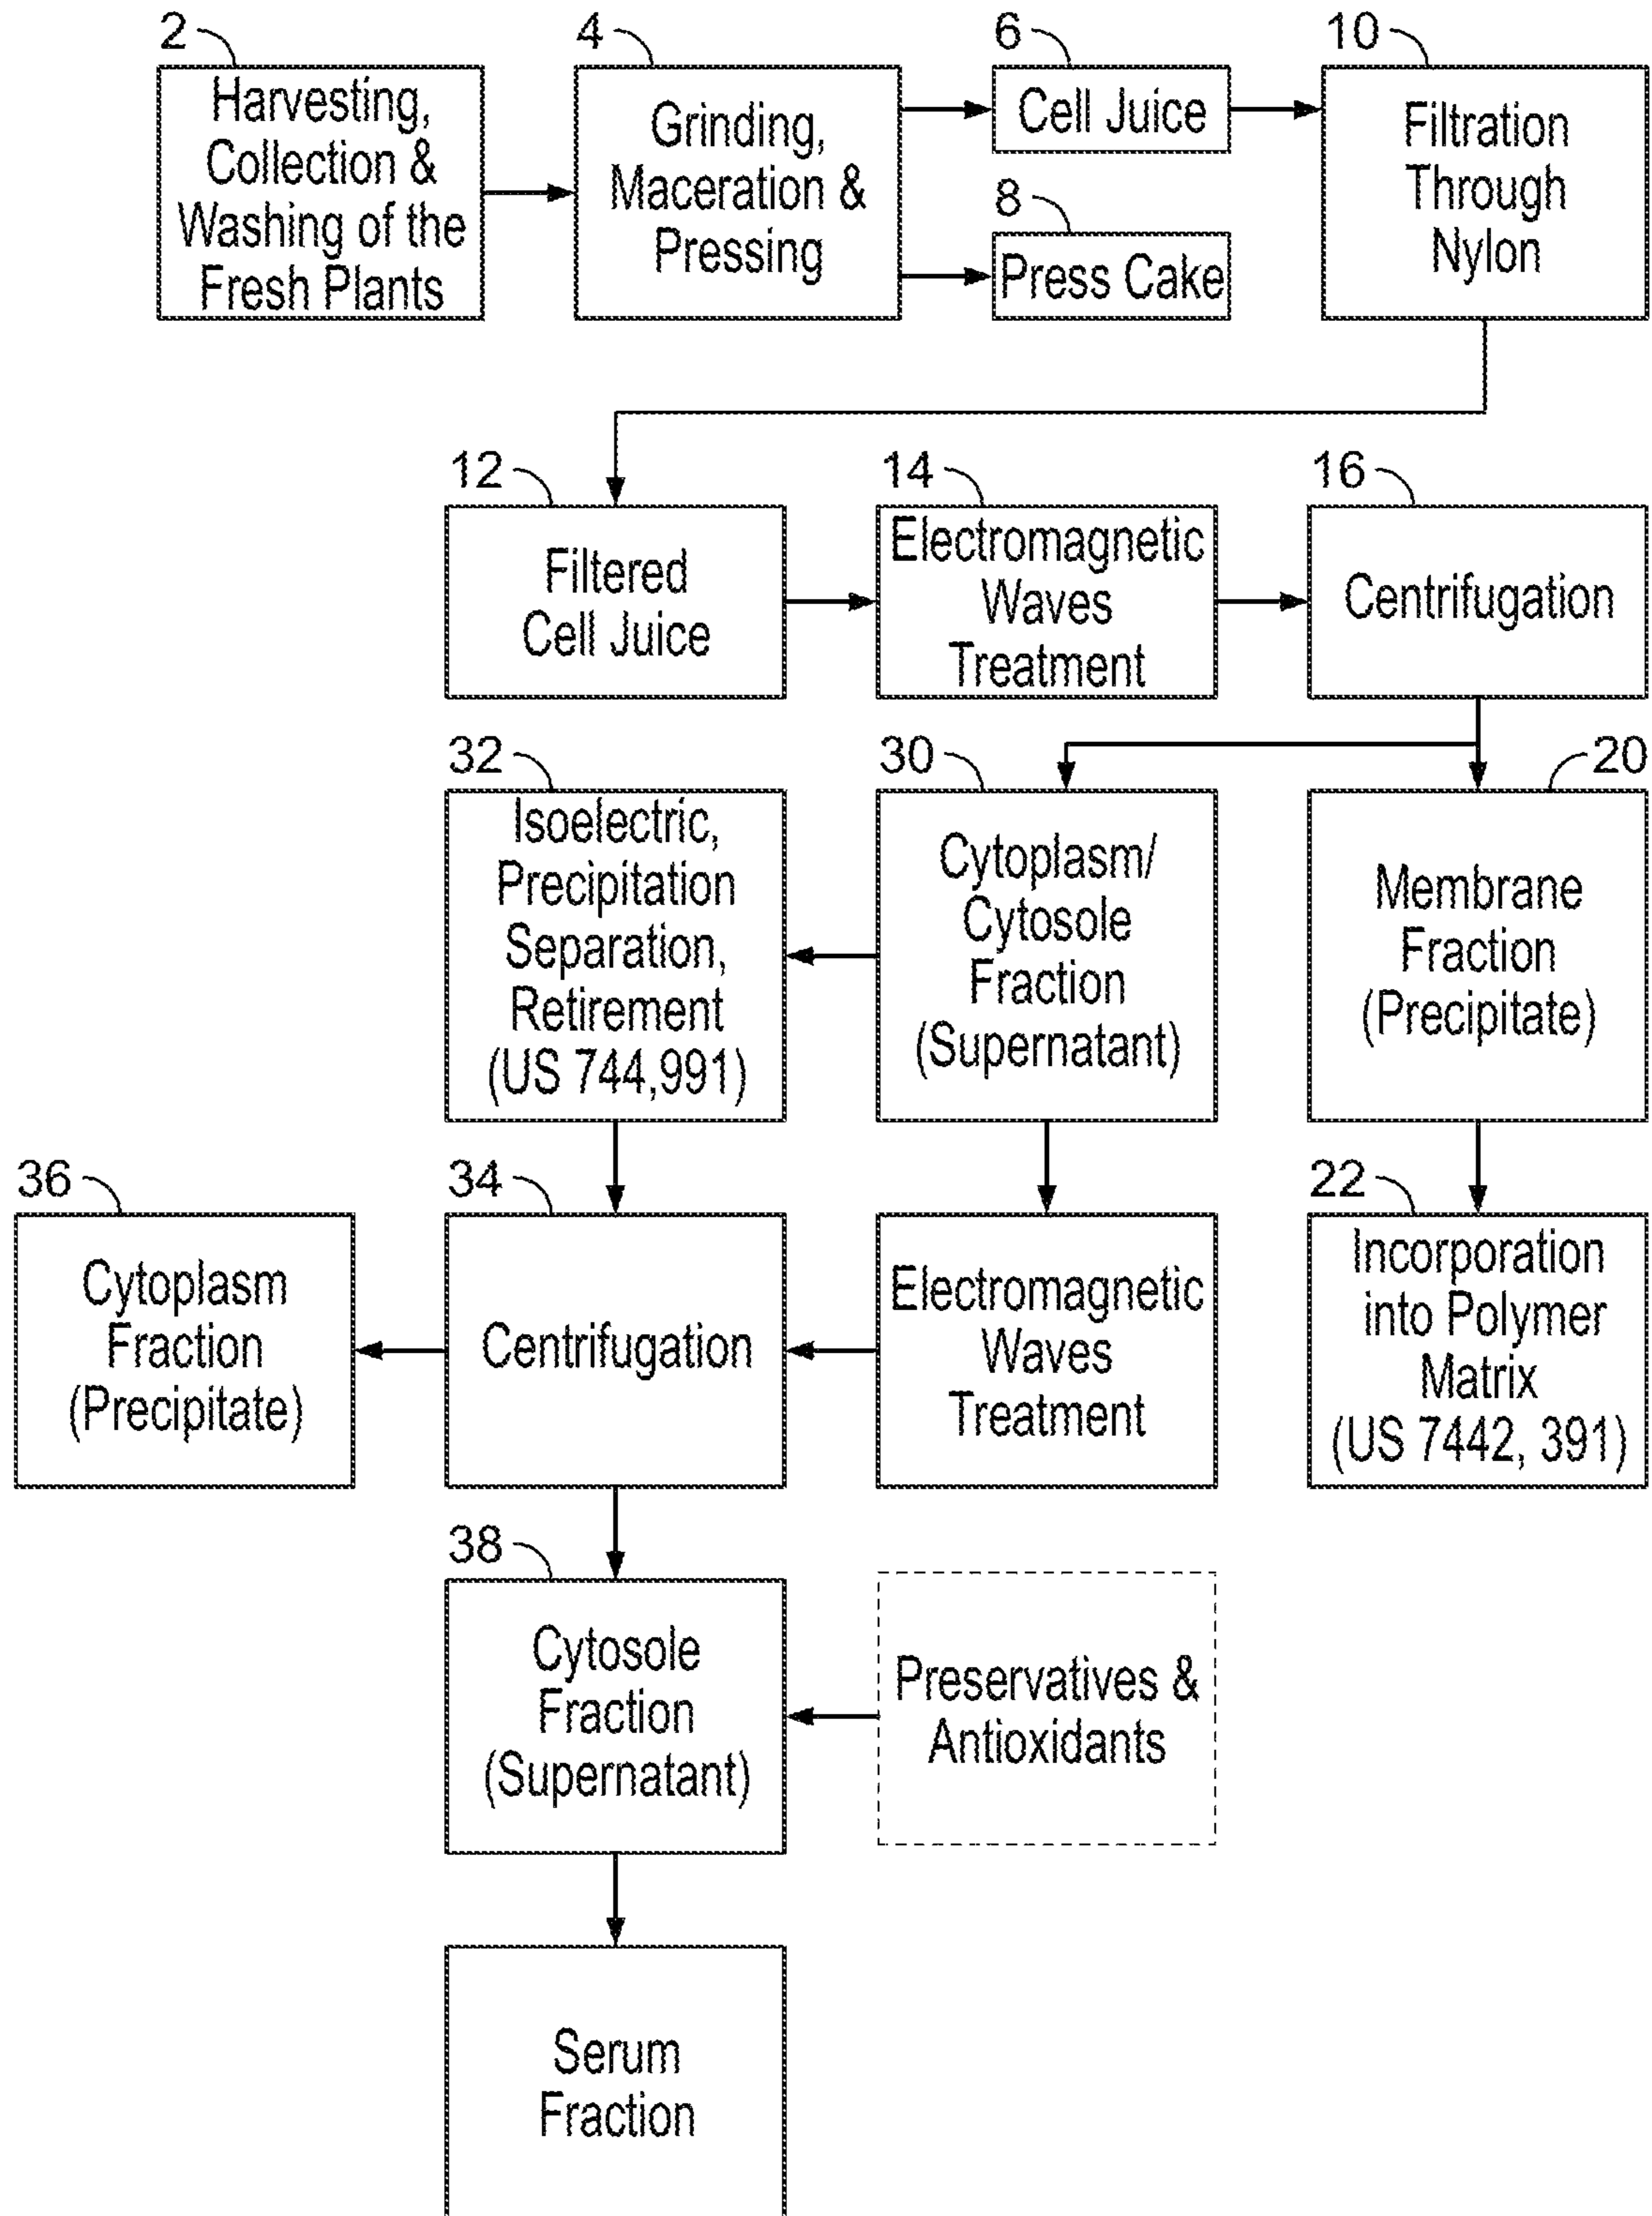 2
Harvesting,
Collection &
Washing of the
Fresh Plants
4
Grinding,
Maceration &
Pressing
6
Cell Juice
8
Press Cake
10
Filtration
Through
Nylon
12
Filtered
Cell Juice
14
Electromagnetic
Waves
Treatment
16
Centrifugation
32
Isoelectric,
Precipitation
Separation,
Retirement
(US 744,991)
30
Cytoplasm/
Cytosole
Fraction
(Supernatant)
20
Membrane
Fraction
(Precipitate)
36
Cytoplasm
Fraction
(Precipitate)
34
Centrifugation
Electromagnetic
Waves
Treatment
22
Incorporation
into Polymer
Matrix
(US 7442, 391)
38
Cytosole
Fraction
(Supernatant)
Preservatives &
Antioxidants
Serum
Fraction